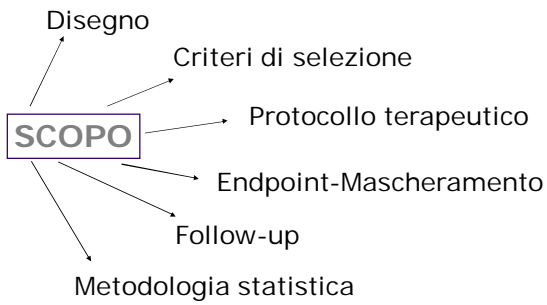 Disegno
Criteri di selezione
Protocollo terapeutico
SCOPO
Endpoint-Mascheramento
Follow-up
Metodologia statistica